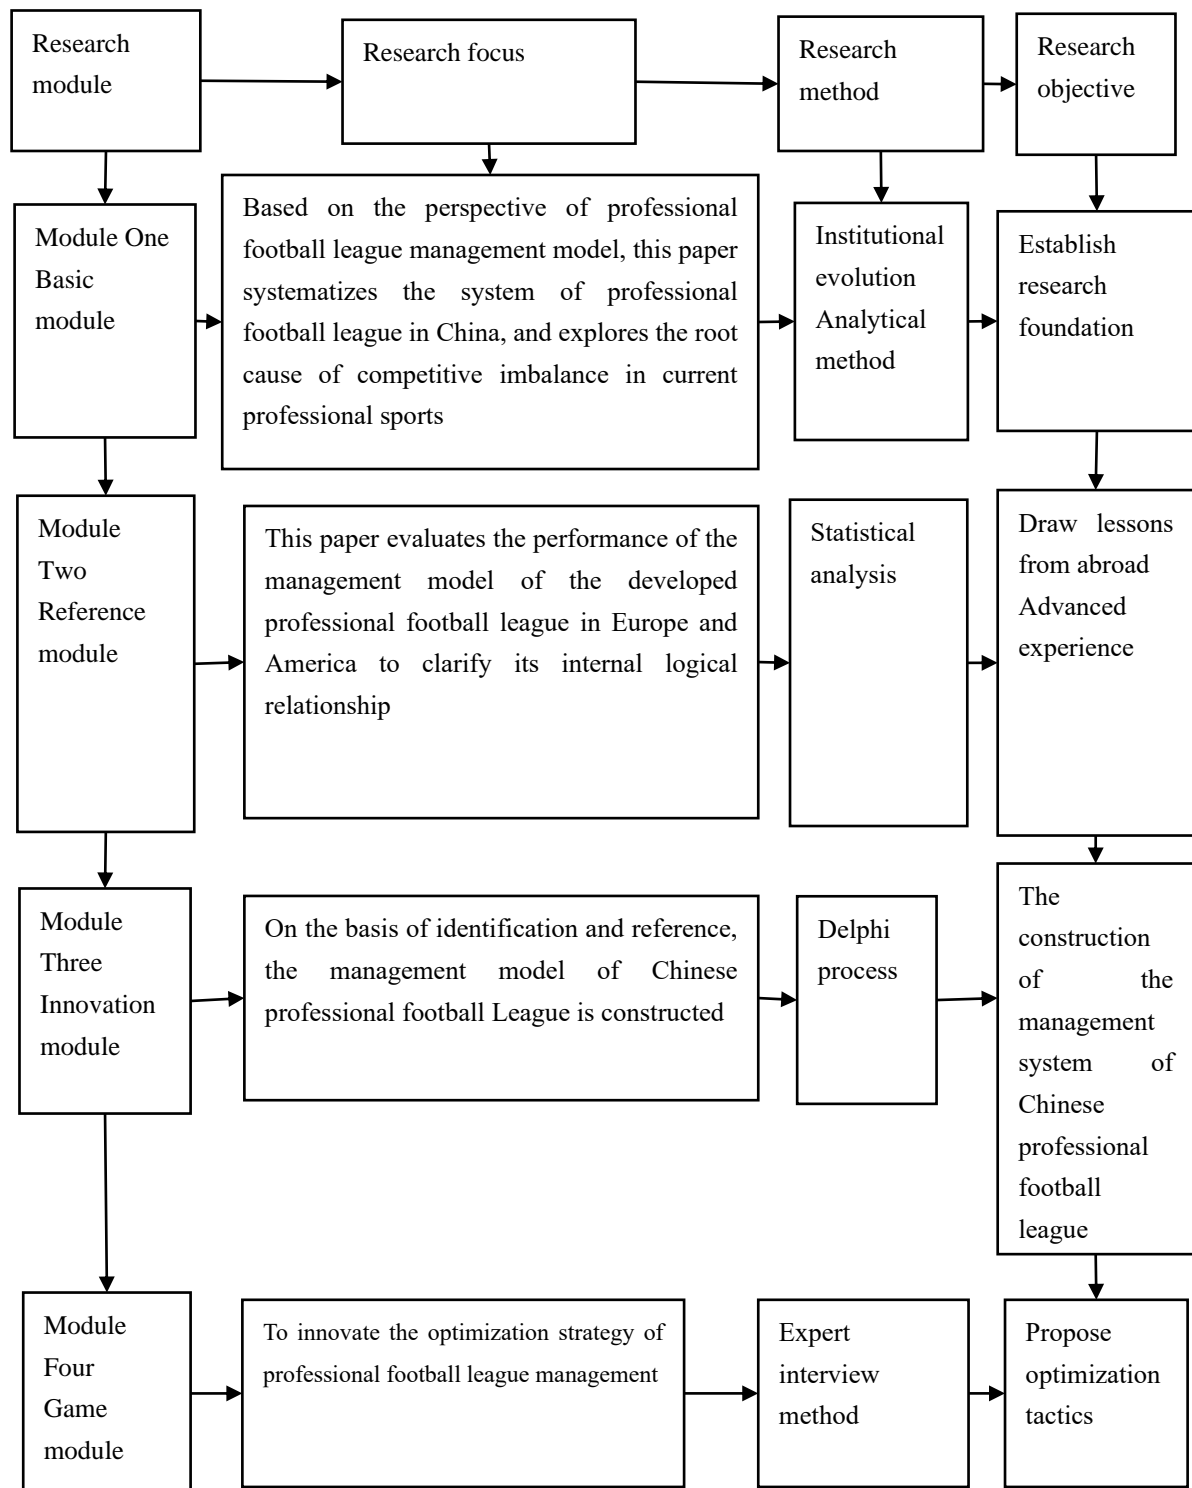 Research
module
Research focus
Research
method
Research
objective
Module One
Basic
module
Based on the perspective of professional
football league management model, this paper
systematizes the system of professional
football league in China, and explores the root
cause of competitive imbalance in current
professional sports
Institutional
evolution
Analytical
method
Establish
research
foundation
Module
Two
Reference
module
This paper evaluates the performance of the
management model of the developed
professional football league in Europe and
America to clarify its internal logical
relationship
Statistical
analysis
Draw lessons
from abroad
Advanced
experience
Module
Three
Innovation
module
On the basis of identification and reference,
the management model of Chinese
professional football League is constructed
Delphi
process
The
construction
of the
management
system of
Chinese
professional
football
league
Module
Four
Game
module
To innovate the optimization strategy of
professional football league management
Expert
interview
method
Propose
optimization
tactics